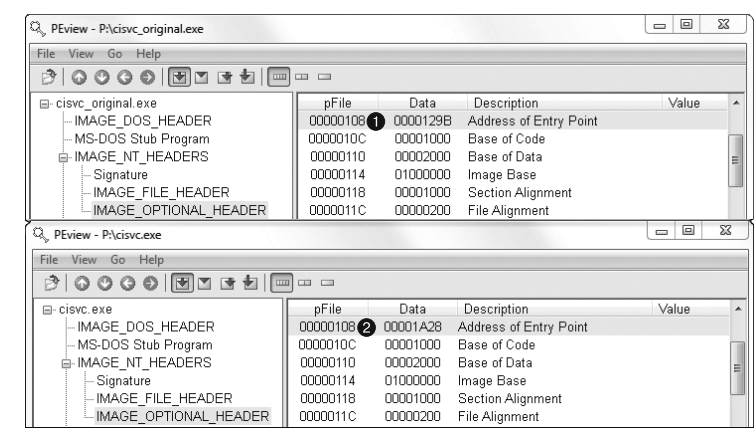 PEview - P:\cisvc_original.exe
File View Go Help
cisvc_original.exe
IMAGE_DOS_HEADER
MS-DOS Stub Program
IMAGE_NT_HEADERS
Signature
IMAGE_FILE_HEADER
IMAGE_OPTIONAL_HEADER
pFile Data Description Value
00000108 1 0000129B Address of Entry Point
0000010C 00001000 Base of Code
00000110 00002000 Base of Data
00000114 01000000 Image Base
00000118 00001000 Section Alignment
0000011C 00000200 File Alignment
PEview - P:\cisvc.exe
File View Go Help
cisvc.exe
IMAGE_DOS_HEADER
MS-DOS Stub Program
IMAGE_NT_HEADERS
Signature
IMAGE_FILE_HEADER
IMAGE_OPTIONAL_HEADER
pFile Data Description Value
00000108 2 00001A28 Address of Entry Point
0000010C 00001000 Base of Code
00000110 00002000 Base of Data
00000114 01000000 Image Base
00000118 00001000 Section Alignment
0000011C 00000200 File Alignment